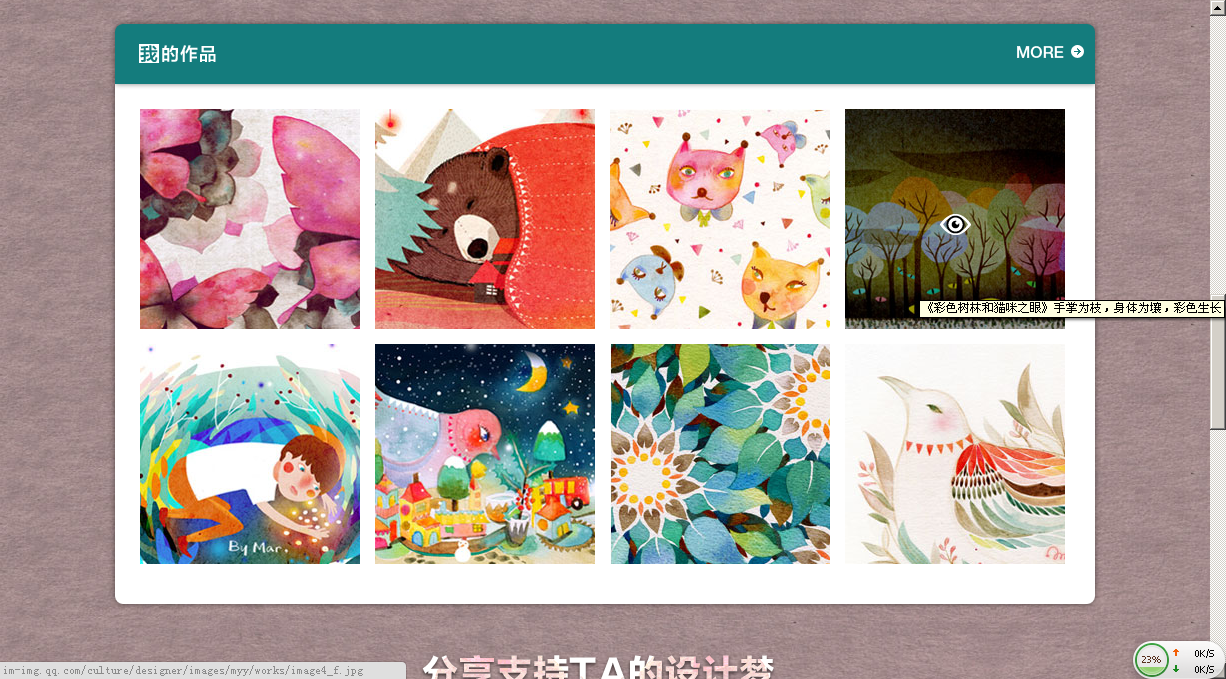 我的作品
MORE
《彩色树林和猫咪之眼》手掌为枝，身体为壤，彩色生长
By Mar.
分享支持TA的设计梦
im-img.qq.com/culture/designer/images/myy/works/image4_f.jpg
23%
0K/S
0K/S